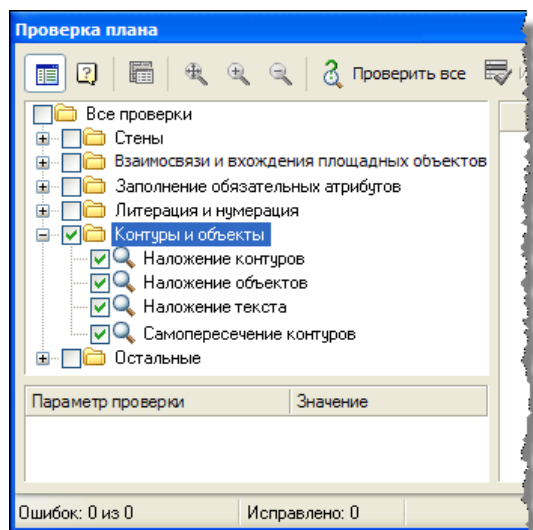 Проверка плана
Проверить все
Все проверки
Стены
Взаимосвязи и вхождения площадных объектов
Заполнение обязательных атрибутов
Литерация и нумерация
Контуры и объекты
Наложение контуров
Наложение объектов
Наложение текста
Самопересечение контуров
Остальные
Параметр проверки Значение
Ошибок: 0 из 0 Исправлено: 0